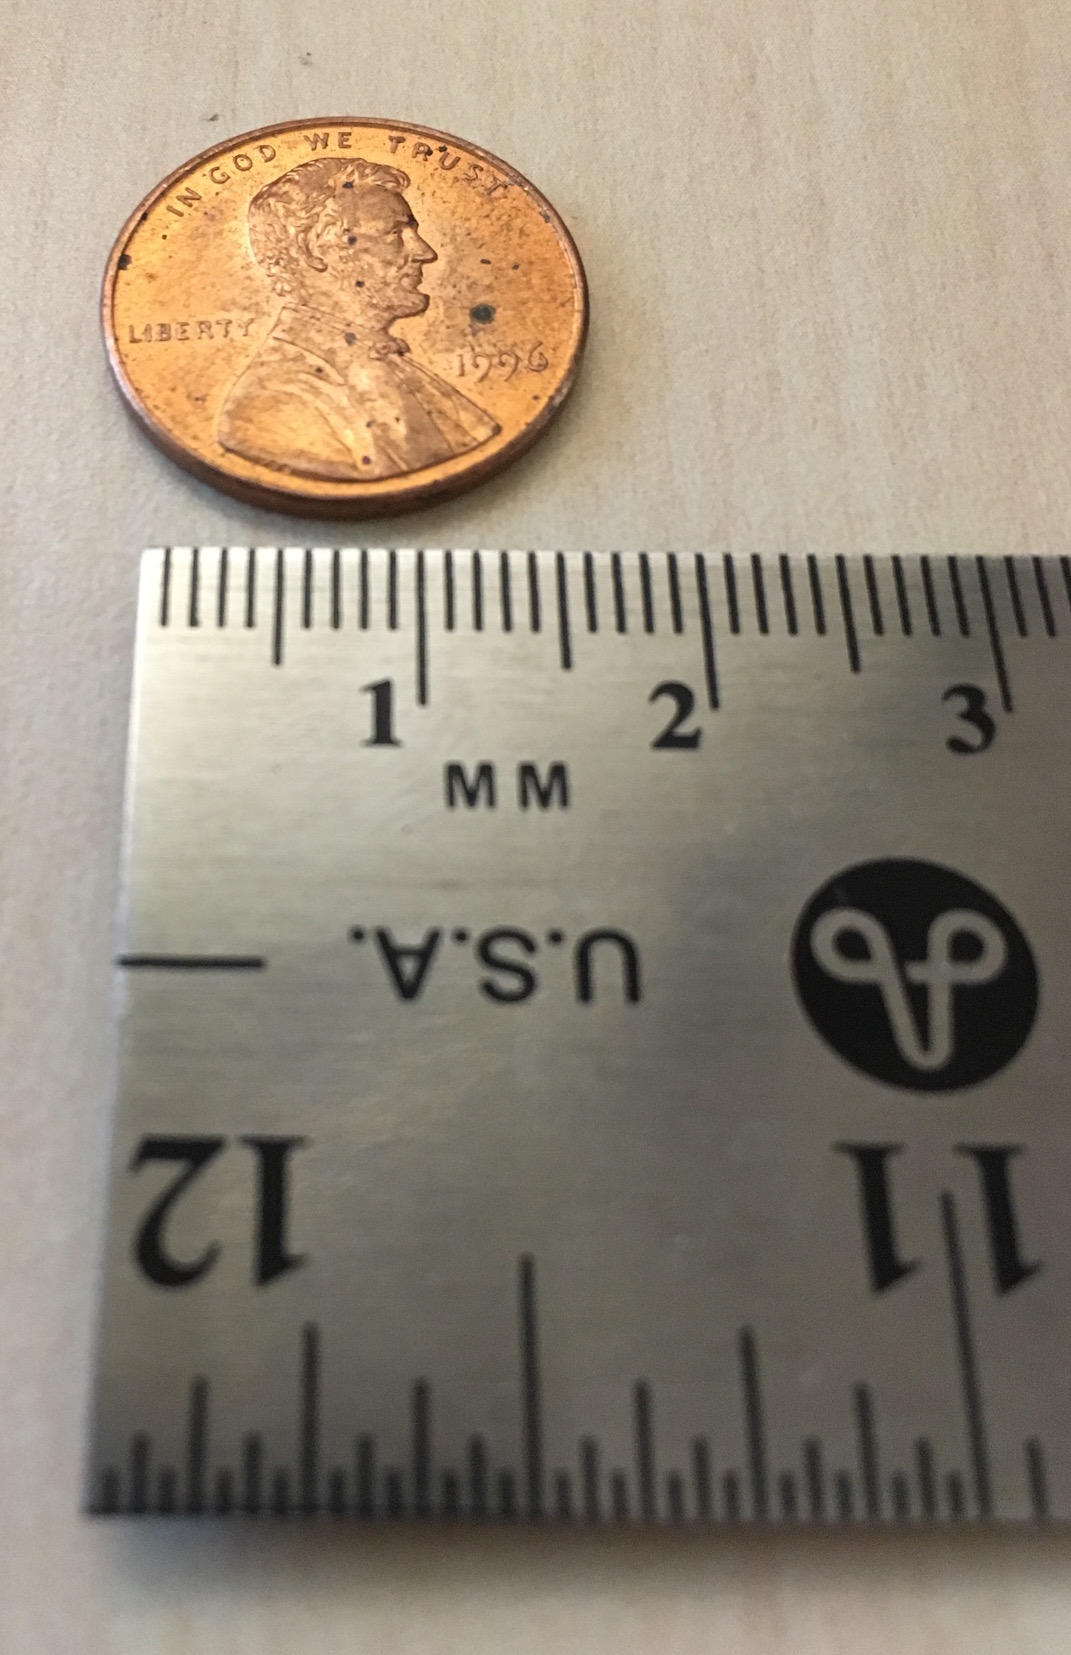 IN GOD WE TRUST
LIBERTY
1996
1 2 3
MM
U.S.A.
12 11